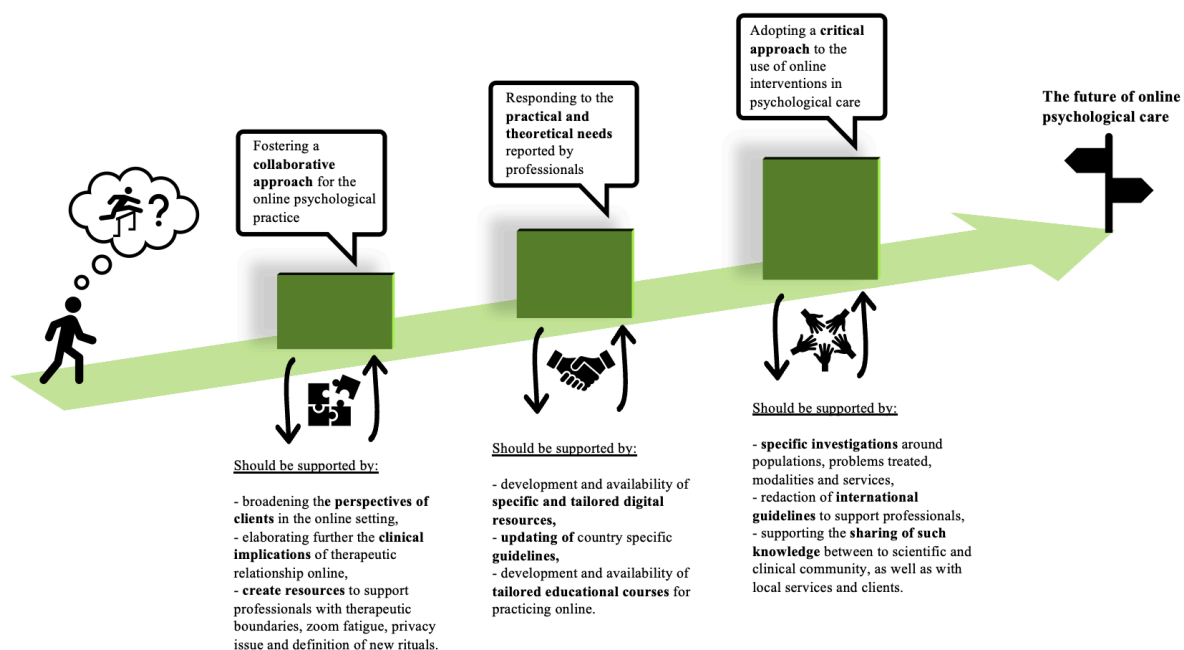 Adopting a critical
approach to the
use of online
interventions in
psychological care
The future of online
psychological care
Responding to the
practical and
theoretical needs
reported by
professionals
Fostering a
collaborative
approach for the
online psychological
practice
?
Should be supported by:
- broadening the perspectives of
clients in the online setting,
- elaborating further the clinical
implications of therapeutic
relationship online,
- create resources to support
professionals with therapeutic
boundaries, zoom fatigue, privacy
issue and definition of new rituals.
Should be supported by:
- development and availability of
specific and tailored digital
resources,
- updating of country specific
guidelines,
- development and availability of
tailored educational courses for
practicing online.
Should be supported by:
- specific investigations around
populations, problems treated,
modalities and services,
- redaction of international
guidelines to support professionals,
- supporting the sharing of such
knowledge between to scientific and
clinical community, as well as with
local services and clients.